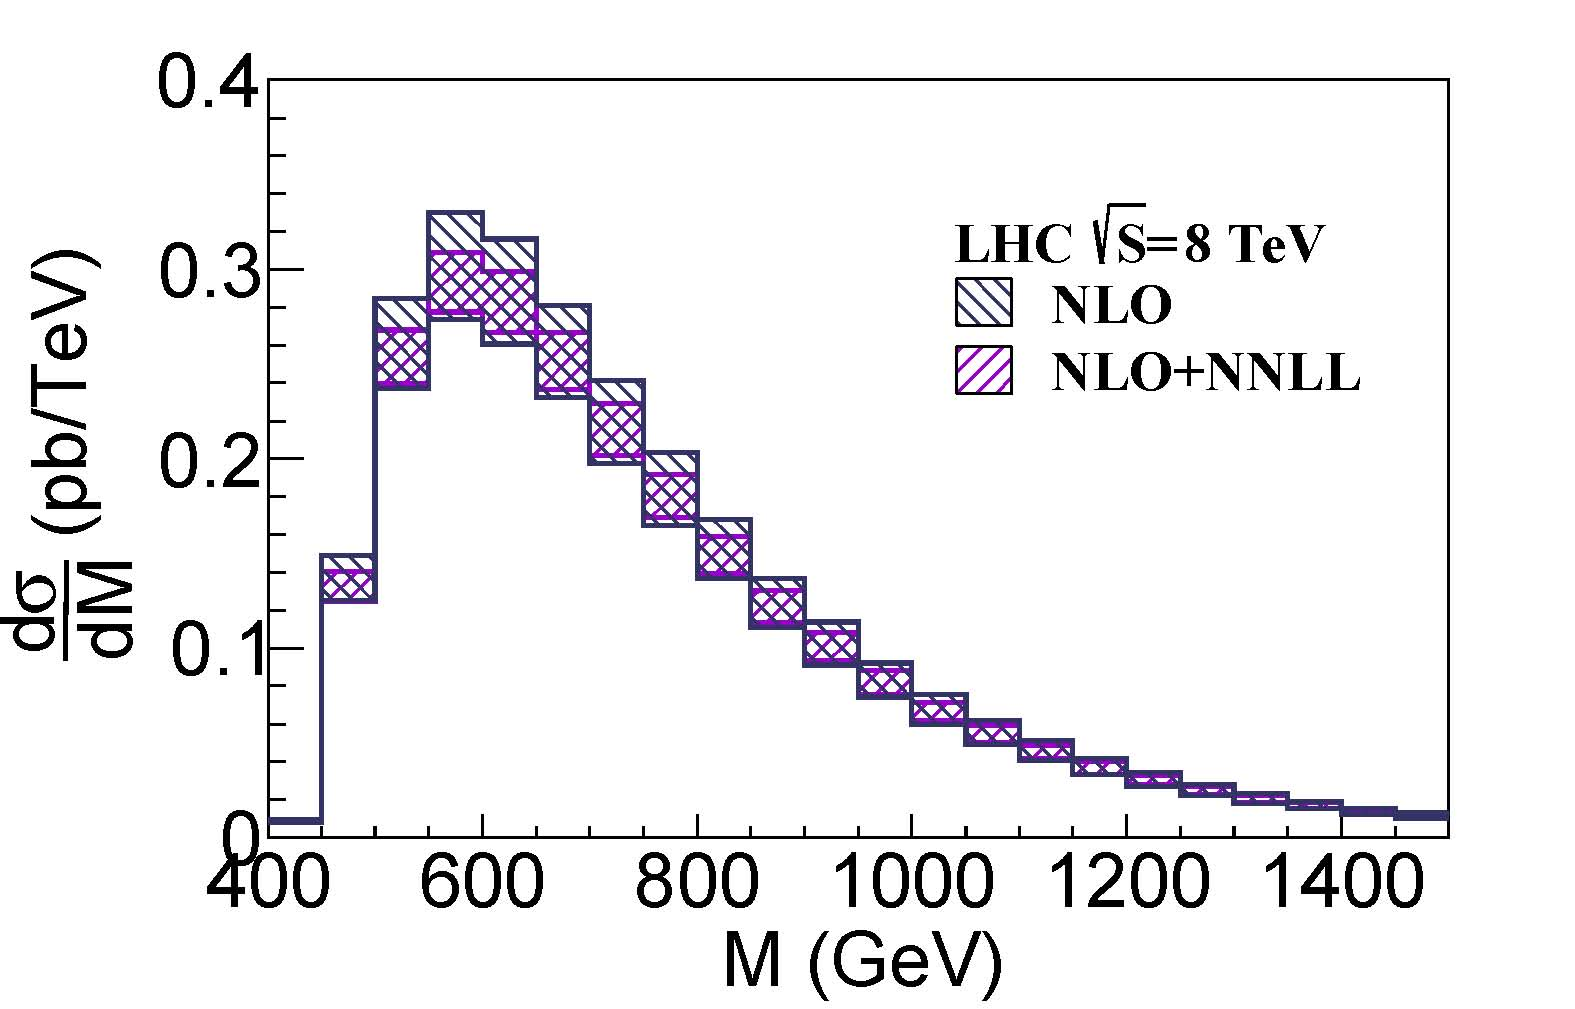 0.4
0.3
0.2
0.1
0
dσ/dM (pb/TeV)
LHC √S=8 TeV
NLO
NLO+NNLL
400 600 800 1000 1200 1400
M (GeV)